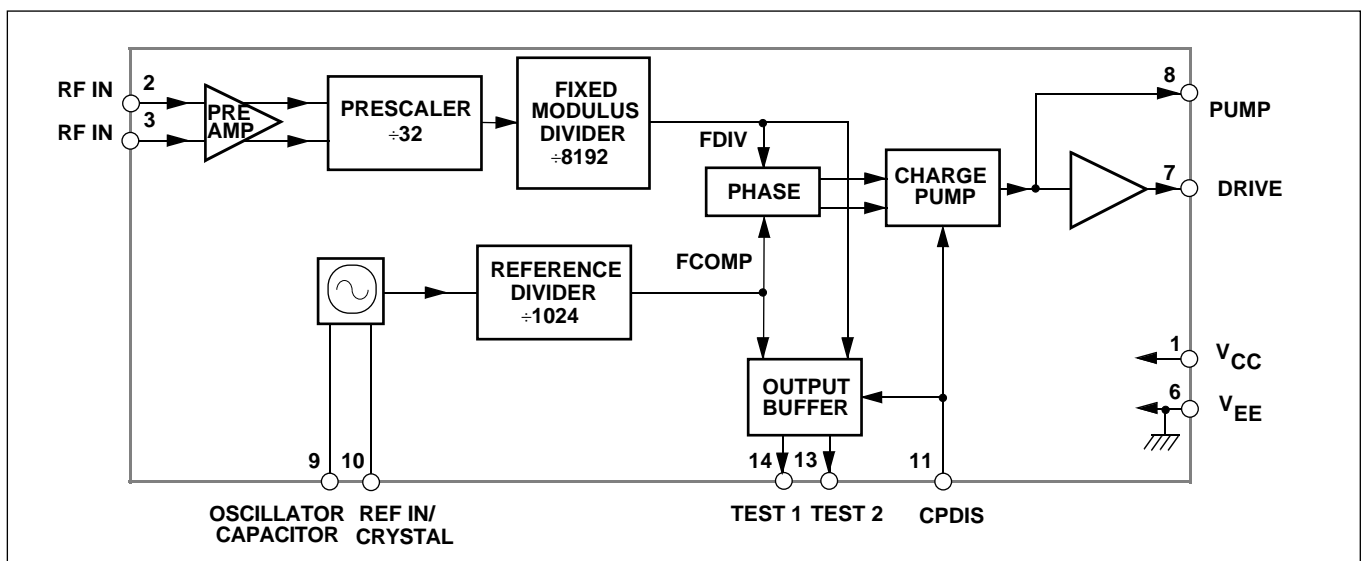 RF IN
2
RF IN
3
PRE
AMP
PRESCALER
÷32
FIXED
MODULUS
DIVIDER
÷8192
FDIV
PHASE
CHARGE
PUMP
8
PUMP
7
DRIVE
REFERENCE
DIVIDER
÷1024
FCOMP
OUTPUT
BUFFER
1
VCC
6
VEE
9
10
14
13
11
OSCILLATOR
CAPACITOR
REF IN/
CRYSTAL
TEST 1
TEST 2
CPDIS